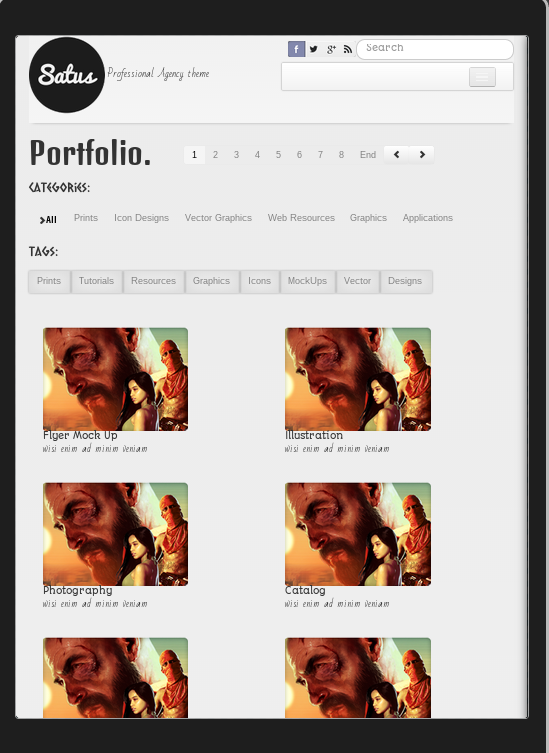 Satus
Professional Agency theme
Search
Portfolio.
1 2 3 4 5 6 7 8 End
CATEGORIES:
All Prints Icon Designs Vector Graphics Web Resources Graphics Applications
TAGS:
Prints Tutorials Resources Graphics Icons MockUps Vector Designs
Flyer Mock Up
wisi enim ad minim veniam
Illustration
wisi enim ad minim veniam
Photography
wisi enim ad minim veniam
Catalog
wisi enim ad minim veniam